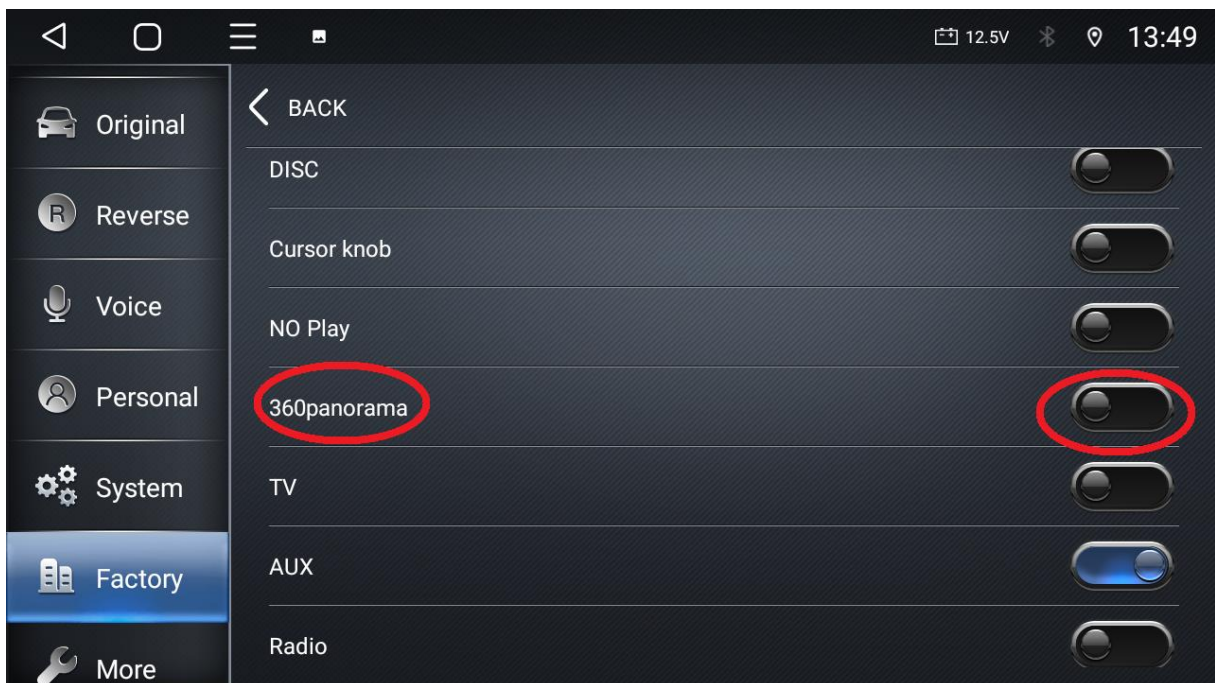 12.5V 13:49
Original
R Reverse
Voice
Personal
System
Factory
More
BACK
DISC
Cursor knob
NO Play
360panorama
TV
AUX
Radio